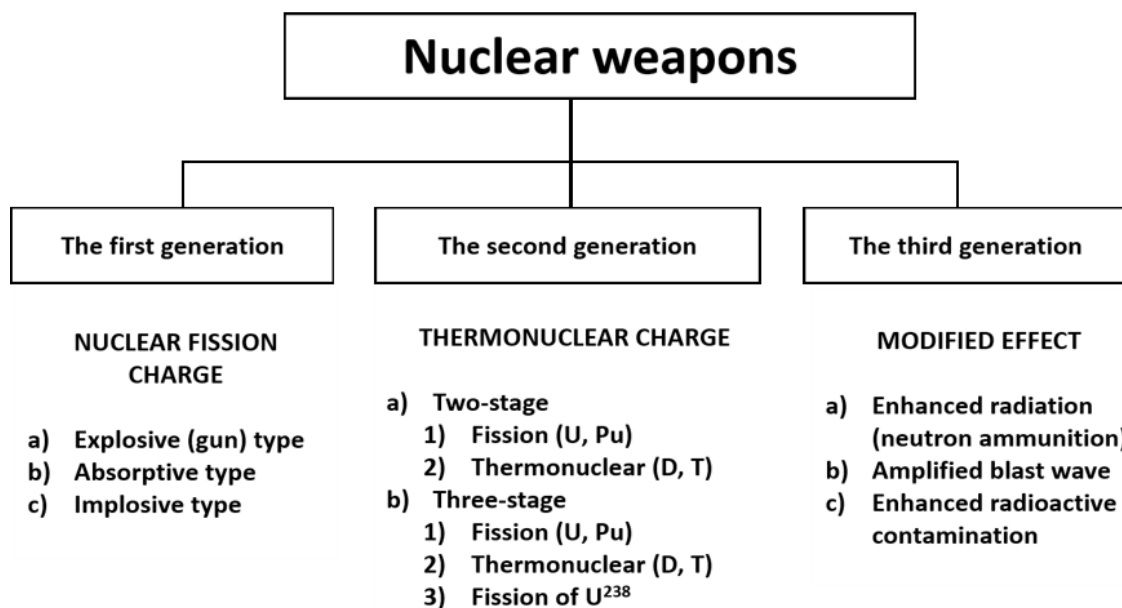 Nuclear weapons
The first generation
The second generation
The third generation
NUCLEAR FISSION
CHARGE
a) Explosive (gun) type
b) Absorptive type
c) Implosive type
THERMONUCLEAR CHARGE
a) Two-stage
1) Fission (U, Pu)
2) Thermonuclear (D, T)
b) Three-stage
1) Fission (U, Pu)
2) Thermonuclear (D, T)
3) Fission of U²³⁸
MODIFIED EFFECT
a) Enhanced radiation
(neutron ammunition)
b) Amplified blast wave
c) Enhanced radioactive
contamination